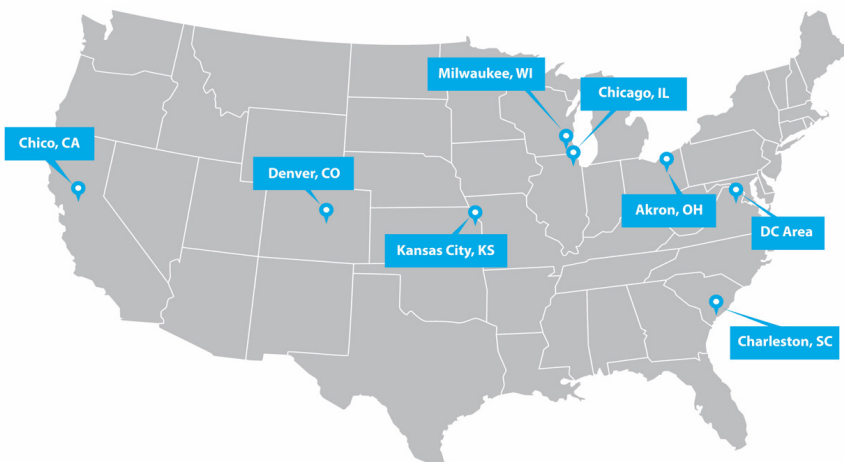 Milwaukee, WI
Chicago, IL
Chico, CA
Denver, CO
Akron, OH
DC Area
Kansas City, KS
Charleston, SC